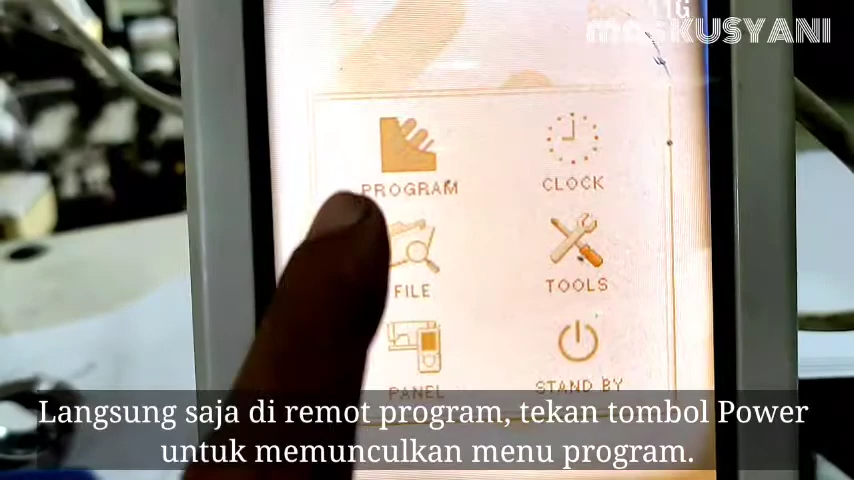 11G
maskUSYANI
PROGRAM
CLOCK
FILE
TOOLS
PANEL
STAND BY
Langsung saja di remot program, tekan tombol Power
untuk memunculkan menu program.